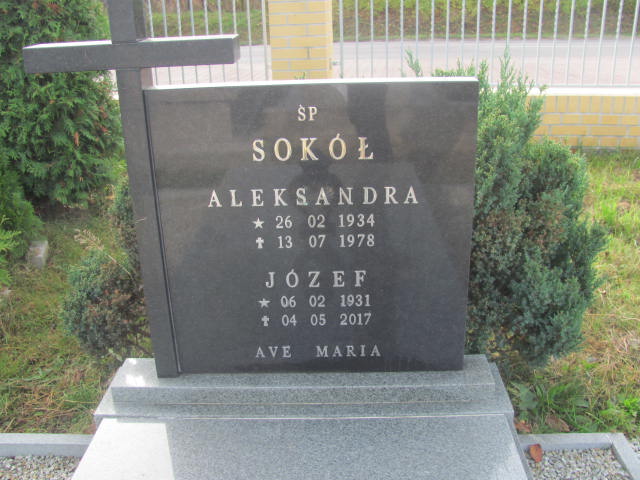 ŚP
SOKÓŁ
ALEKSANDRA
★ 26 02 1934
✝ 13 07 1978
JÓZEF
★ 06 02 1931
✝ 04 05 2017
AVE MARIA